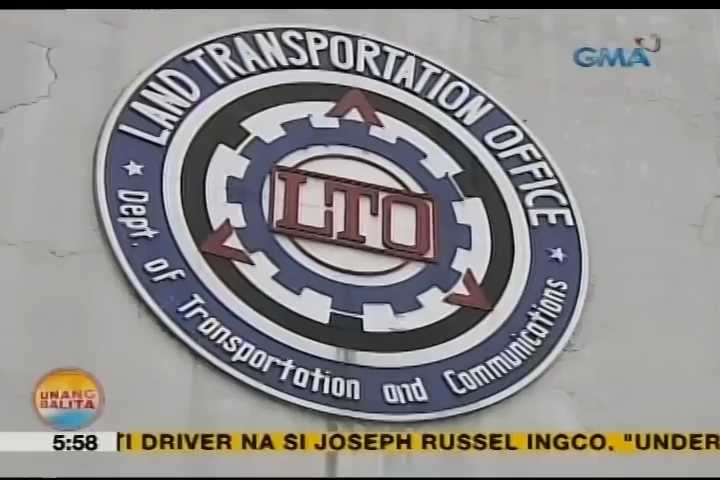 GMA
LAND TRANSPORTATION OFFICE
LTO
Dept. of Transportation and Communications
UNANG
BALITA
5:58
TI DRIVER NA SI JOSEPH RUSSEL INGCO, "UNDER